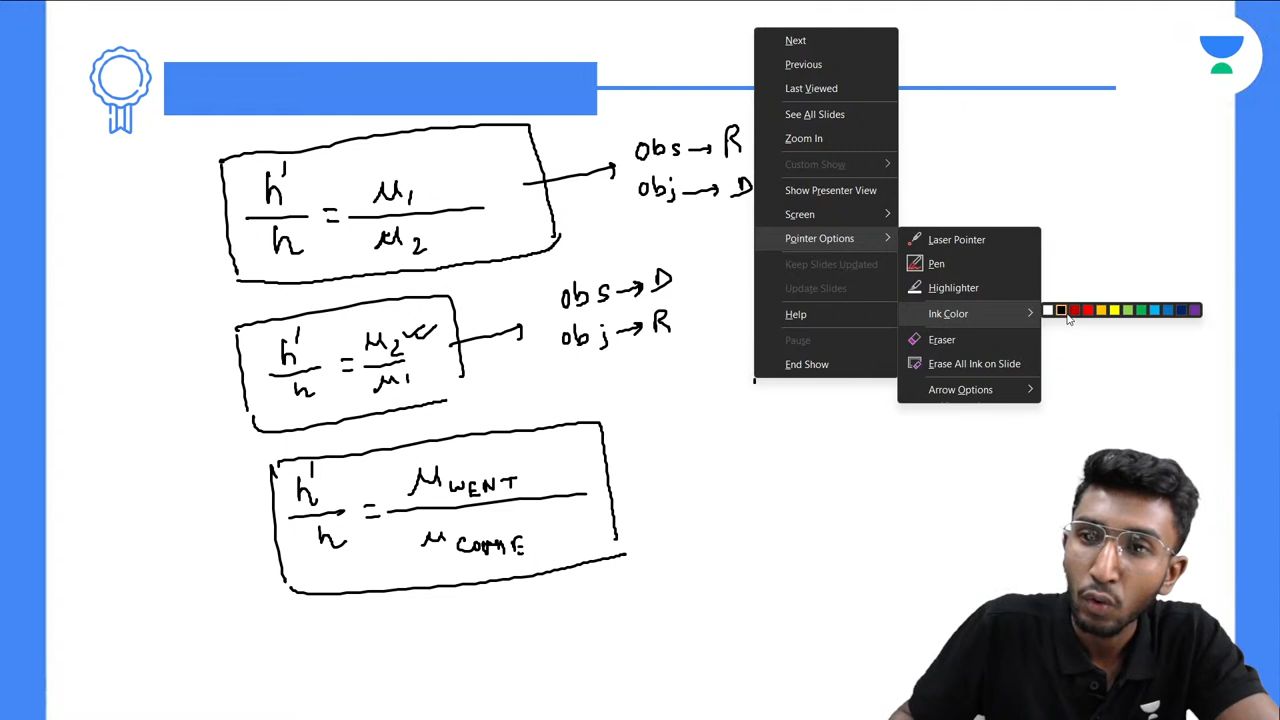 h'/h = μ1/μ2
obs → R
obj → D
h'/h = μ2/μ1
obs → D
obj → R
h'/h = μWENT/μCOME
Next
Previous
Last Viewed
See All Slides
Zoom In
Custom Show
Show Presenter View
Screen
Pointer Options
Keep Slides Updated
Update Slides
Help
Pause
End Show
Laser Pointer
Pen
Highlighter
Ink Color
Eraser
Erase All Ink on Slide
Arrow Options